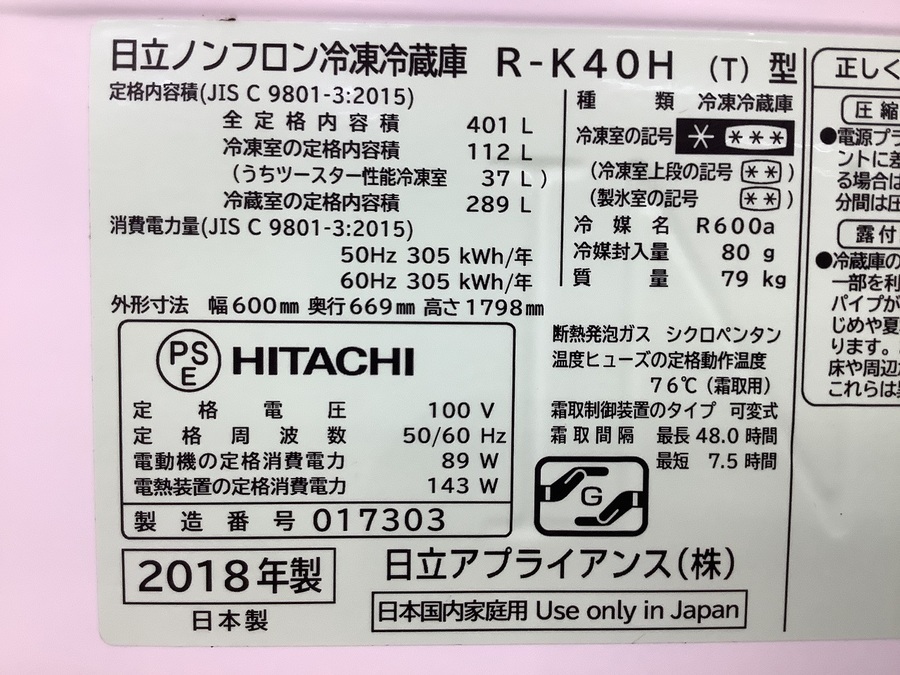 日立ノンフロン冷凍冷蔵庫 R-K40H (T) 型
定格内容積(JIS C 9801-3:2015)
全定格内容積 401 L
冷凍室の定格内容積 112 L
(うちツースター性能冷凍室 37 L)
冷蔵室の定格内容積 289 L
消費電力量(JIS C 9801-3:2015)
50Hz 305 kWh/年
60Hz 305 kWh/年
外形寸法 幅600mm 奥行669mm 高さ1798mm
種類 冷凍冷蔵庫
冷凍室の記号 * ***
(冷凍室上段の記号 **)
(製氷室の記号 **)
冷媒名 R600a
冷媒封入量 80 g
質量 79 kg
PSE HITACHI
定格電圧 100 V
定格周波数 50/60 Hz
電動機の定格消費電力 89 W
電熱装置の定格消費電力 143 W
製造番号 017303
断熱発泡ガス シクロペンタン
温度ヒューズの定格動作温度
76℃(霜取用)
霜取制御装置のタイプ 可変式
霜取間隔 最長 48.0 時間
最短 7.5 時間
G
2018年製
日本製
日立アプライアンス(株)
日本国内家庭用 Use only in Japan
正しく
圧縮
●電源プラ
ントに差
る場合は
分間は圧
露付
●冷蔵庫の
一部を利
パイプが
じめや夏
ります。
床や周辺
これらは